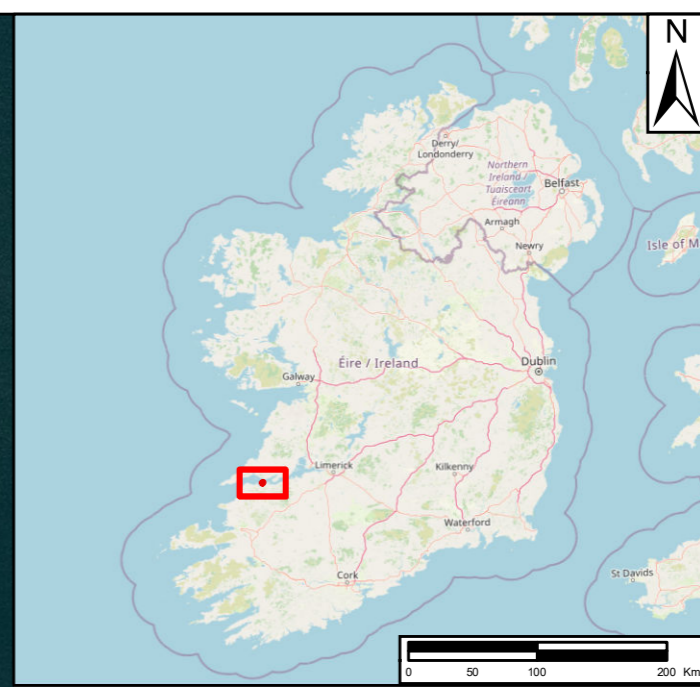 N
Derry/
Londonderry
Northern
Ireland /
Tuaisceart
Éireann
Belfast
Armagh
Newry
Isle of M
Éire / Ireland
Dublin
Galway
Limerick
Kilkenny
Waterford
Cork
St Davids
0 50 100 200 Km